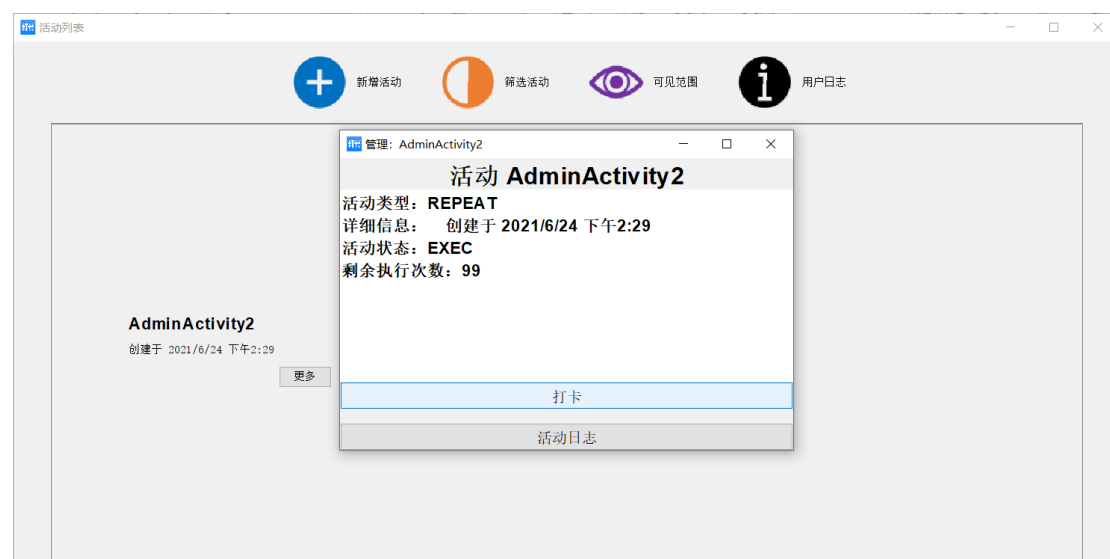 打卡 活动列表
新增活动 筛选活动 可见范围 用户日志
打卡 管理：AdminActivity2
活动 AdminActivity2
活动类型：REPEAT
详细信息： 创建于 2021/6/24 下午2:29
活动状态：EXEC
剩余执行次数：99
AdminActivity2
创建于 2021/6/24 下午2:29
更多
打卡
活动日志